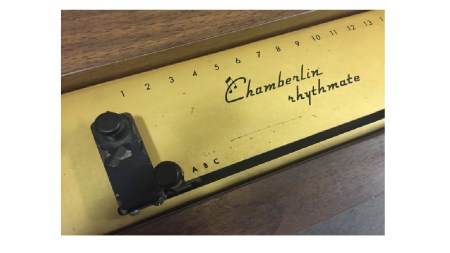 1 2 3 4 5 6 7 8 9 10 11 12 13
Chamberlin
rhythmate
A B C